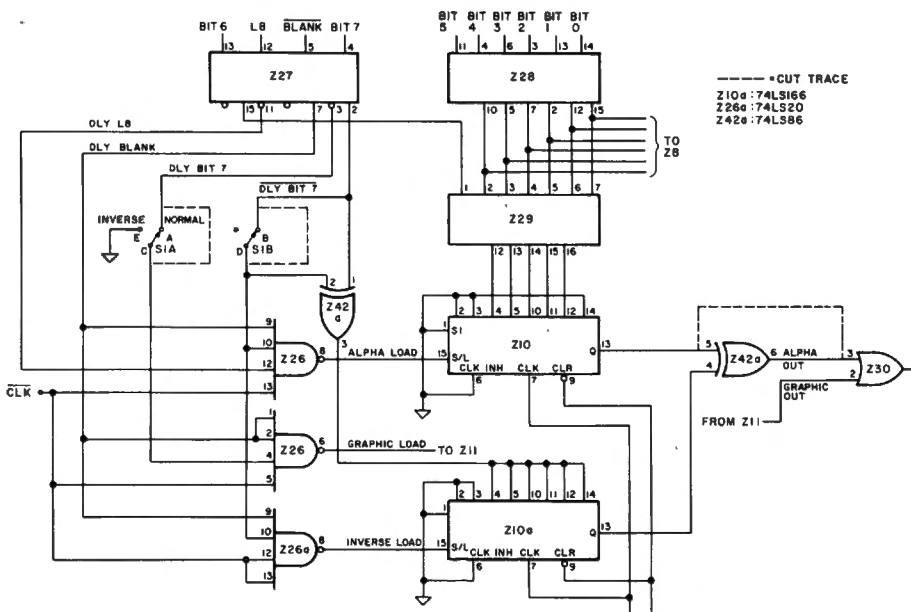 BIT 6 L8 BLANK BIT 7
13 12 5 4
Z27
15 11 7 3 2
BIT 5 BIT 4 BIT 3 BIT 2 BIT 1 BIT 0
11 4 6 3 13 14
Z28
10 5 7 2 12 15
---- = CUT TRACE
Z10a : 74LS166
Z26a : 74LS20
Z42a : 74LS86
TO Z8
DLY L8
DLY BLANK
DLY BIT 7
DLY BIT 7
1 2 3 4 5 6 7
Z29
12 13 14 15 16
INVERSE
NORMAL
E A
C S1A
B
D S1B
2 1
Z42 a
3
9
10
12
13
Z26
8
ALPHA LOAD
2 3 4 5 10 11 12 14
1 SI
15 S/L
Z10
Q 13
CLK INH CLK CLR
6 7 9
5
4
Z42a
6 ALPHA OUT
3
2
Z30
GRAPHIC OUT
FROM Z11
CLK
1
2
4
5
Z26
6
GRAPHIC LOAD
TO Z11
9
10
12
13
Z26a
8
INVERSE LOAD
2 3 4 5 10 11 12 14
1
15 S/L
Z10a
Q 13
CLK INH CLK CLR
6 7 9